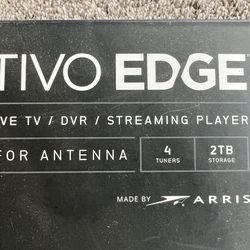 TIVO EDGE
VE TV / DVR / STREAMING PLAYER
FOR ANTENNA
4
TUNERS
2TB
STORAGE
MADE BY ARRIS